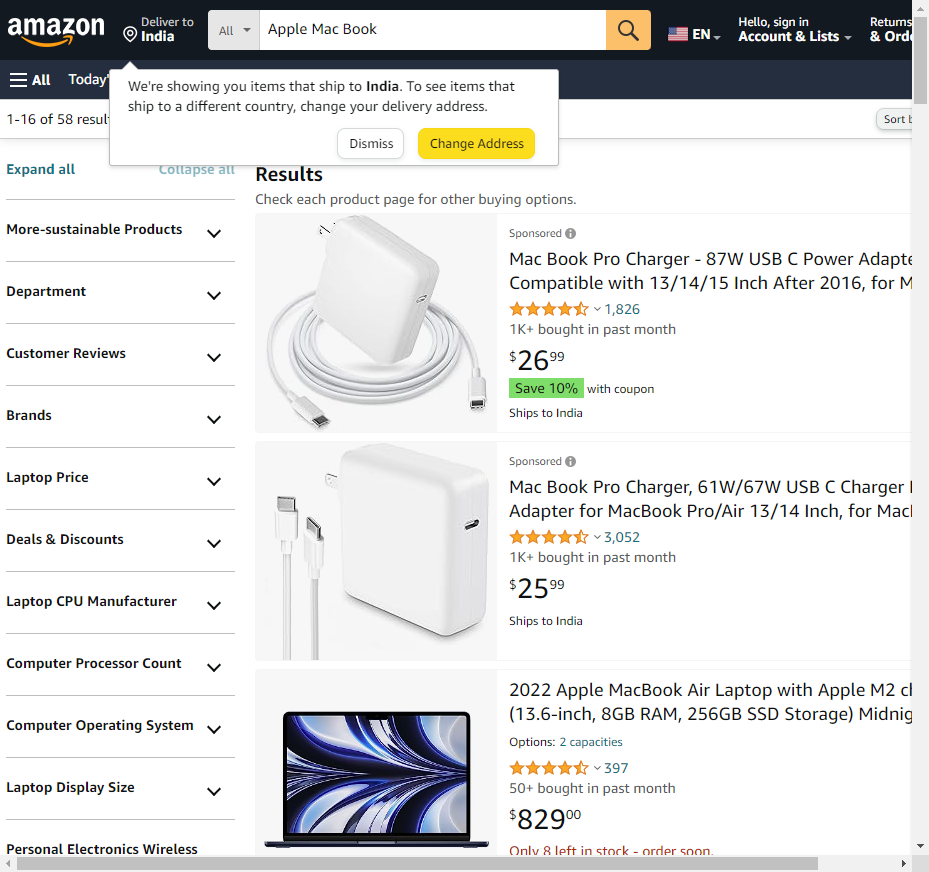 amazon
Deliver to
India
All
Apple Mac Book
EN
Hello, sign in
Account & Lists
Returns
& Orde
All
Today'
We're showing you items that ship to India. To see items that
ship to a different country, change your delivery address.
Dismiss
Change Address
1-16 of 58 result
Sort b
Expand all
Collapse all
More-sustainable Products
Department
Customer Reviews
Brands
Laptop Price
Deals & Discounts
Laptop CPU Manufacturer
Computer Processor Count
Computer Operating System
Laptop Display Size
Personal Electronics Wireless
Results
Check each product page for other buying options.
Sponsored
Mac Book Pro Charger - 87W USB C Power Adapte
Compatible with 13/14/15 Inch After 2016, for M
1,826
1K+ bought in past month
$26.99
Save 10% with coupon
Ships to India
Sponsored
Mac Book Pro Charger, 61W/67W USB C Charger
Adapter for MacBook Pro/Air 13/14 Inch, for Mac
3,052
1K+ bought in past month
$25.99
Ships to India
2022 Apple MacBook Air Laptop with Apple M2 ch
(13.6-inch, 8GB RAM, 256GB SSD Storage) Midnig
Options: 2 capacities
397
50+ bought in past month
$829.00
Only 8 left in stock - order soon.